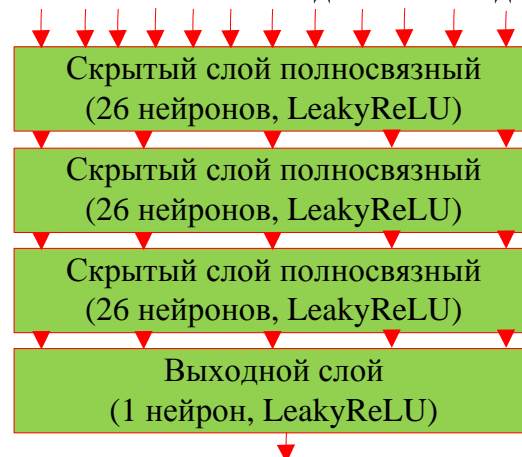 Скрытый слой полносвязный
(26 нейронов, LeakyReLU)
Скрытый слой полносвязный
(26 нейронов, LeakyReLU)
Скрытый слой полносвязный
(26 нейронов, LeakyReLU)
Выходной слой
(1 нейрон, LeakyReLU)